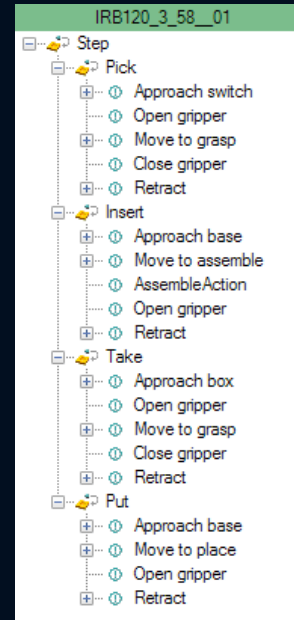 IRB120_3_58__01
Step
Pick
Approach switch
Open gripper
Move to grasp
Close gripper
Retract
Insert
Approach base
Move to assemble
AssembleAction
Open gripper
Retract
Take
Approach box
Open gripper
Move to grasp
Close gripper
Retract
Put
Approach base
Move to place
Open gripper
Retract